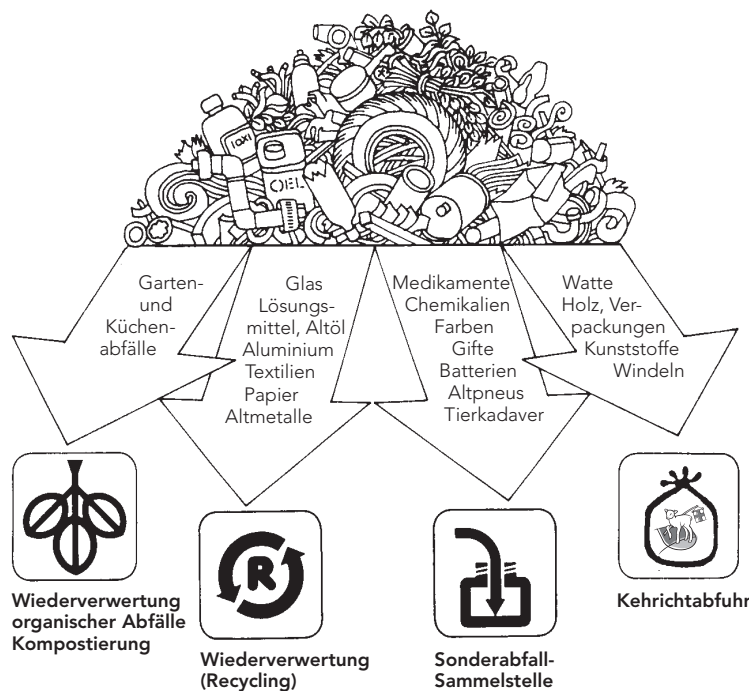 TOXI
OEL
Garten-
und
Küchen-
abfälle
Glas
Lösungs-
mittel, Altöl
Aluminium
Textilien
Papier
Altmetalle
Medikamente
Chemikalien
Farben
Gifte
Batterien
Altpneus
Tierkadaver
Watte
Holz, Ver-
packungen
Kunststoffe
Windeln
Wiederverwertung
organischer Abfälle
Kompostierung
R
Wiederverwertung
(Recycling)
Sonderabfall-
Sammelstelle
Kehrichtabfuhr